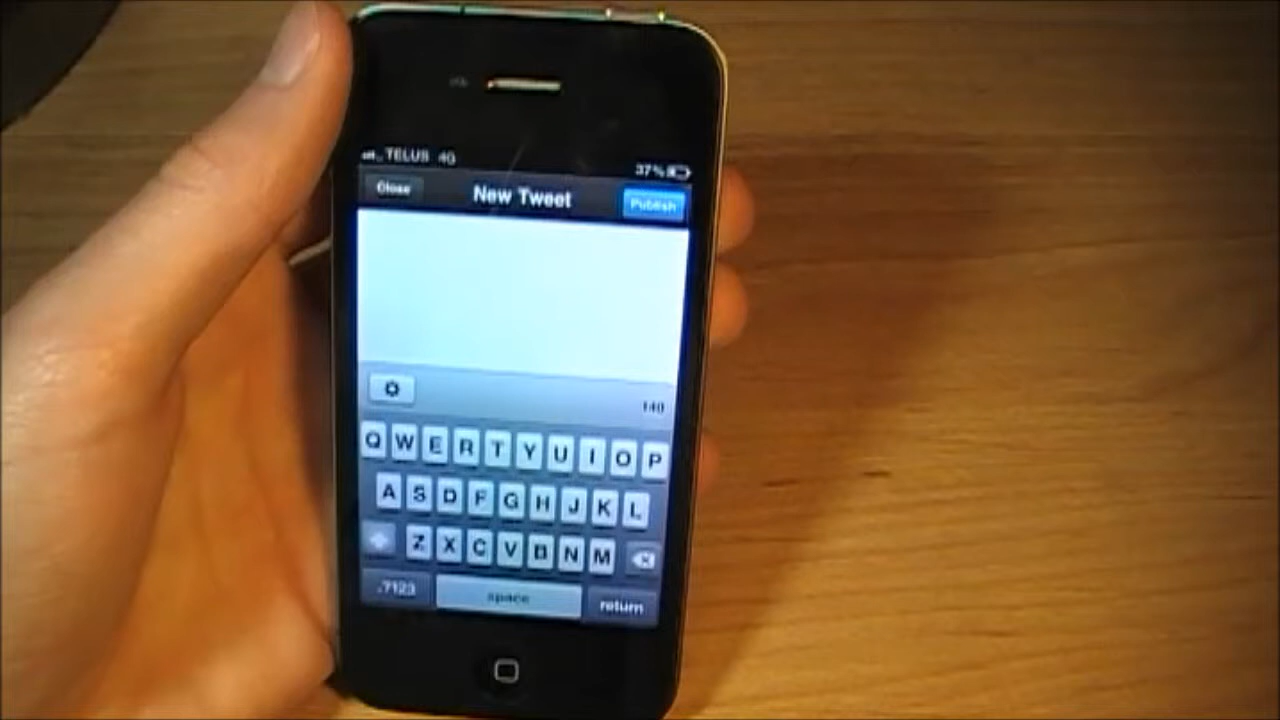 TELUS 4G 37%
Close New Tweet Publish
140
Q W E R T Y U I O P
A S D F G H J K L
Z X C V B N M
.?123 space return